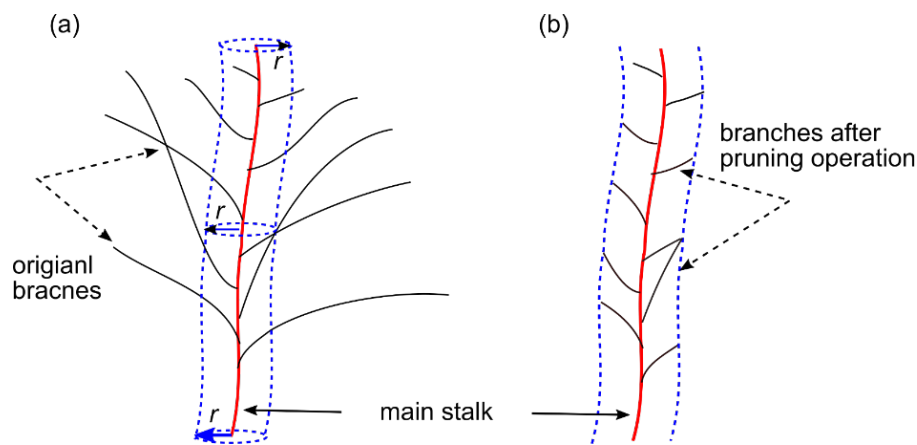 (a)
(b)
r
branches after
pruning operation
r
origianl
bracnes
r
main stalk